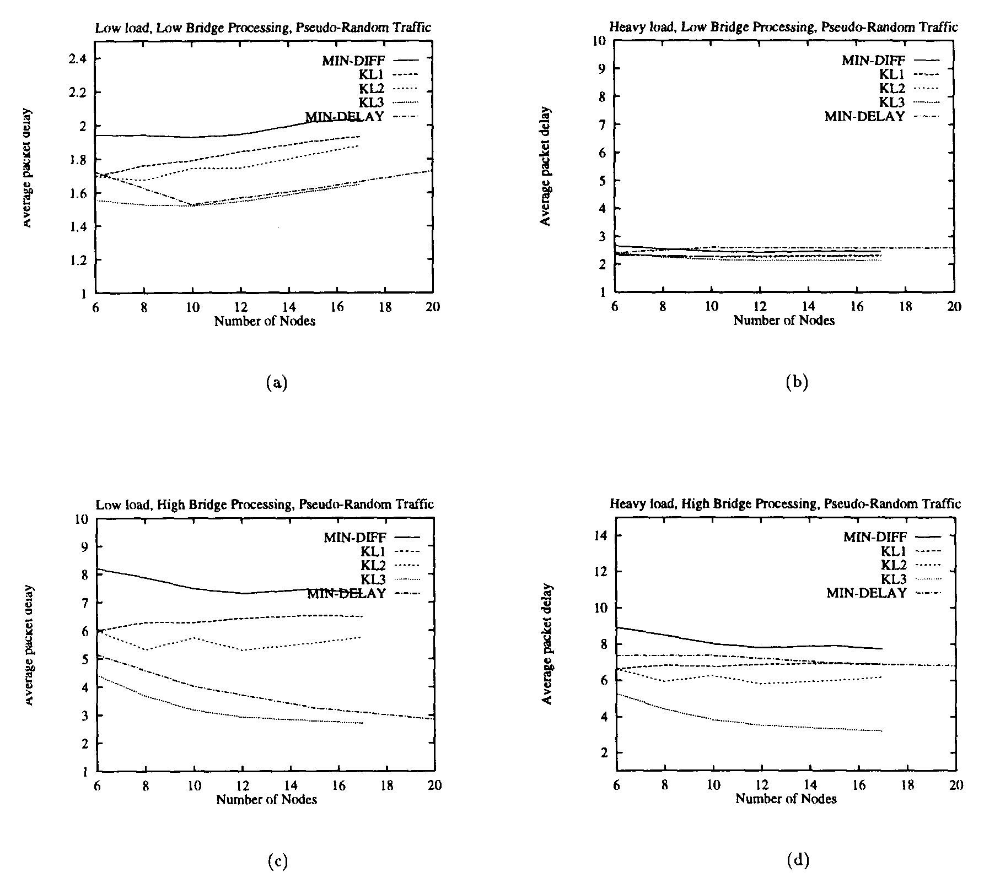 Low load, Low Bridge Processing, Pseudo-Random Traffic
Average packet delay
2.4
2.2
2
1.8
1.6
1.4
1.2
1
MIN-DIFF
KL1
KL2
KL3
MIN-DELAY
6 8 10 12 14 16 18 20
Number of Nodes
(a)
Heavy load, Low Bridge Processing, Pseudo-Random Traffic
Average packet delay
10
9
8
7
6
5
4
3
2
1
MIN-DIFF
KL1
KL2
KL3
MIN-DELAY
6 8 10 12 14 16 18 20
Number of Nodes
(b)
Low load, High Bridge Processing, Pseudo-Random Traffic
Average packet delay
10
9
8
7
6
5
4
3
2
1
MIN-DIFF
KL1
KL2
KL3
MIN-DELAY
6 8 10 12 14 16 18 20
Number of Nodes
(c)
Heavy load, High Bridge Processing, Pseudo-Random Traffic
Average packet delay
14
12
10
8
6
4
2
MIN-DIFF
KL1
KL2
KL3
MIN-DELAY
6 8 10 12 14 16 18 20
Number of Nodes
(d)